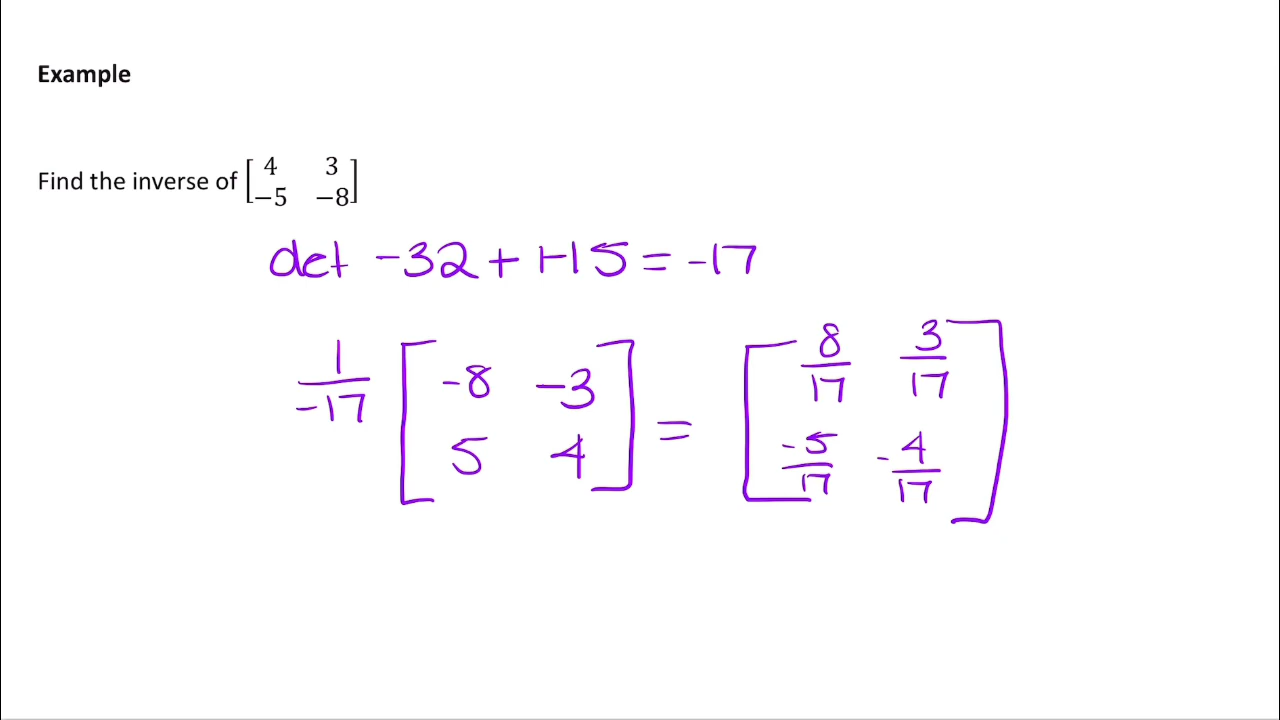 Example
Find the inverse of [4 3
−5 −8]
det -32 + +15 = -17
1/-17 [-8 -3
5 4] = [8/17 3/17
-5/17 -4/17]